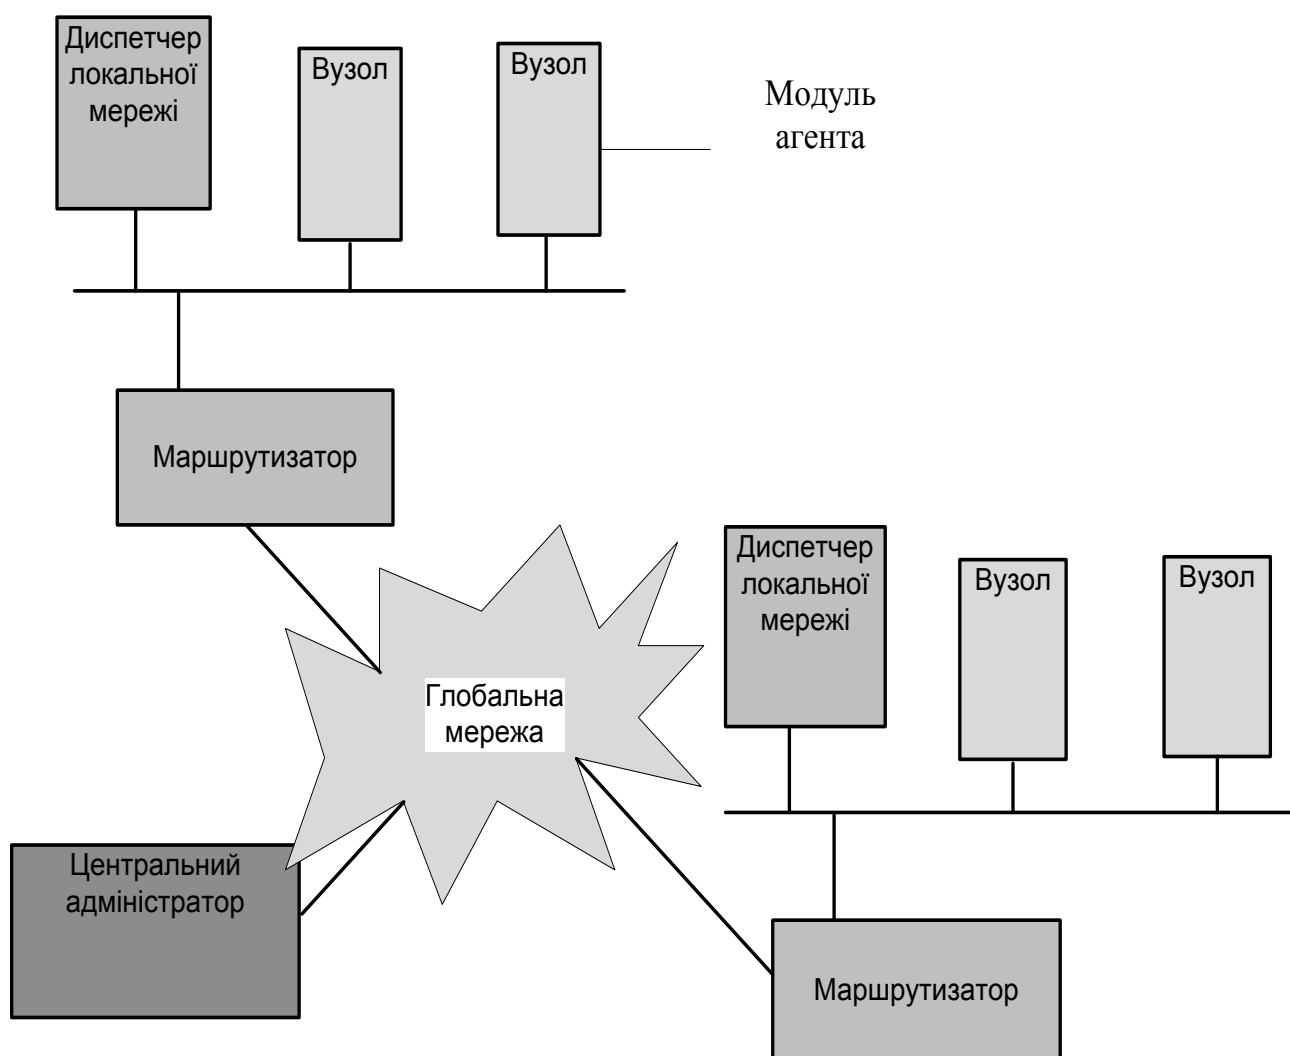 Диспетчер
локальної
мережі
Вузол
Вузол
Модуль
агента
Маршрутизатор
Диспетчер
локальної
мережі
Вузол
Вузол
Глобальна
мережа
Центральний
адміністратор
Маршрутизатор